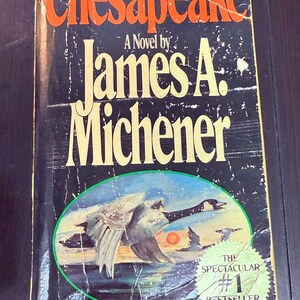 Chesapeake
A Novel by
James A.
Michener
THE
SPECTACULAR
#1
BESTSELLER